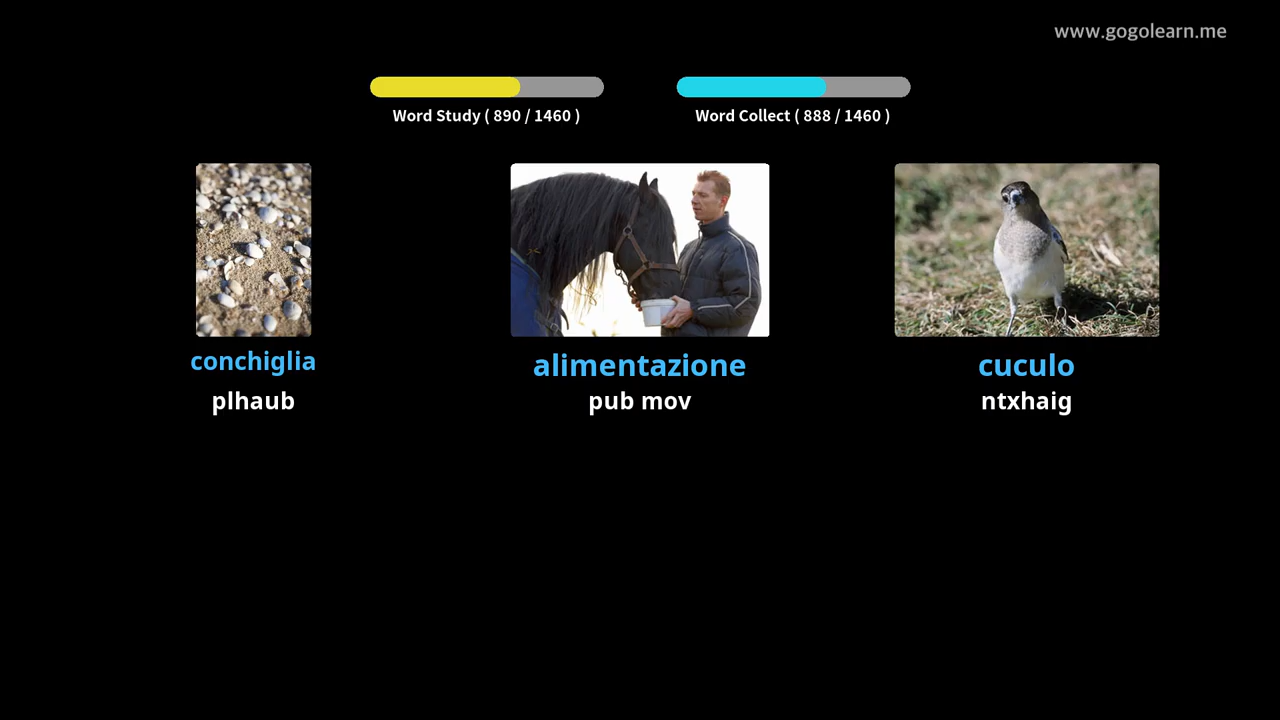 www.gogolearn.me
Word Study ( 890 / 1460 )
Word Collect ( 888 / 1460 )
conchiglia
plhaub
alimentazione
pub mov
cuculo
ntxhaig